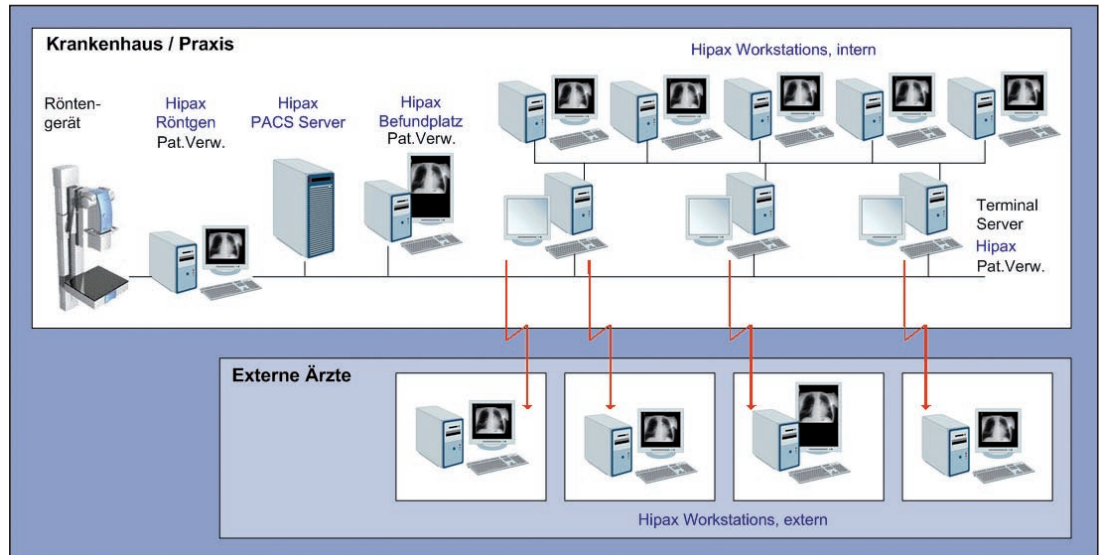 Krankenhaus / Praxis
Hipax Workstations, intern
Rönten-
gerät
Hipax
Röntgen
Pat.Verw.
Hipax
PACS Server
Hipax
Befundplatz
Pat.Verw.
Terminal
Server
Hipax
Pat.Verw.
Externe Ärzte
Hipax Workstations, extern